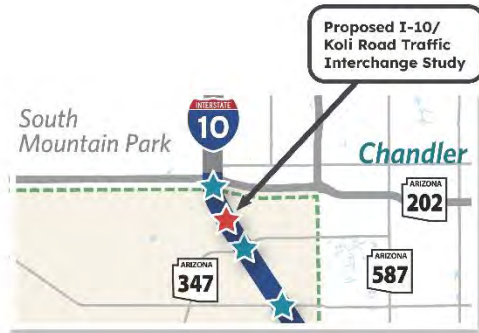 Proposed I-10/
Koli Road Traffic
Interchange Study
INTERSTATE
10
South
Mountain Park
Chandler
ARIZONA
202
ARIZONA
347
ARIZONA
587